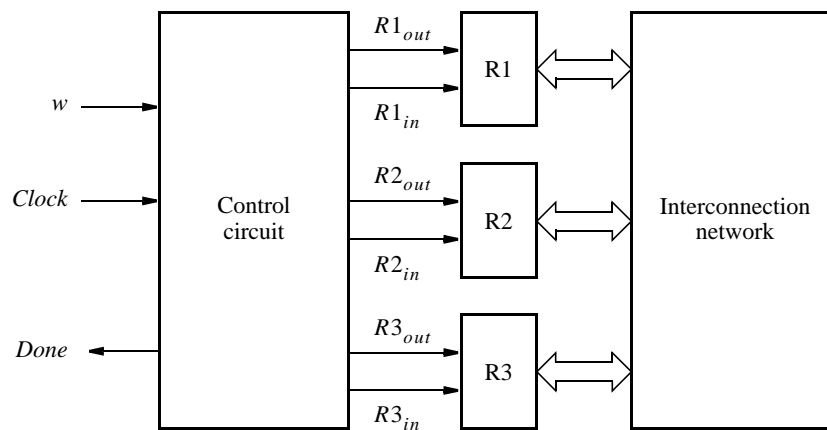 w
Clock
Done
Control
circuit
R1out
R1in
R2out
R2in
R3out
R3in
R1
R2
R3
Interconnection
network